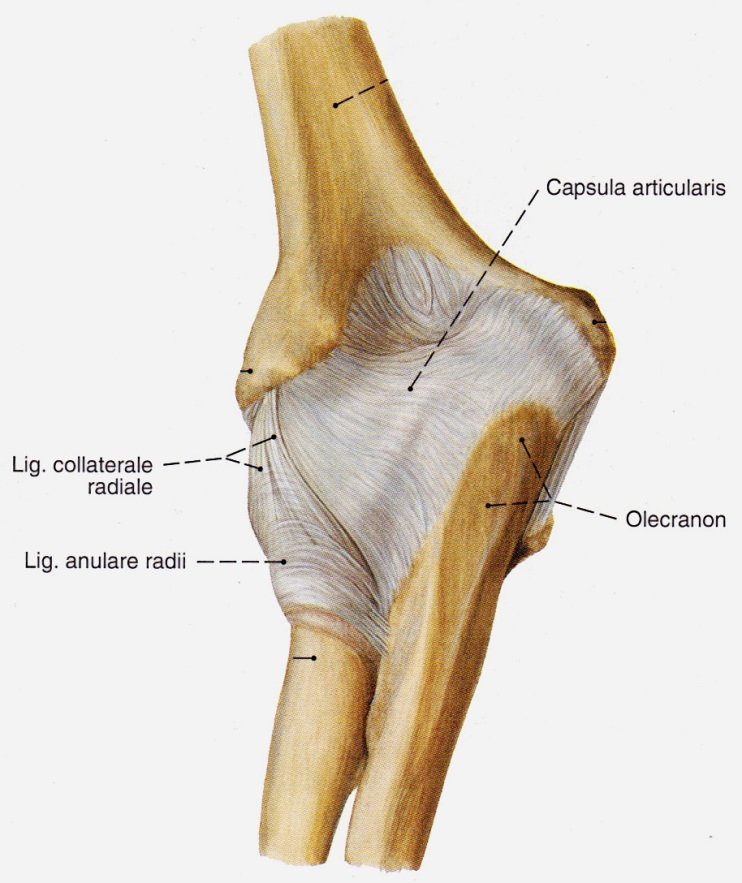 Capsula articularis
Lig. collaterale
radiale
Olecranon
Lig. anulare radii